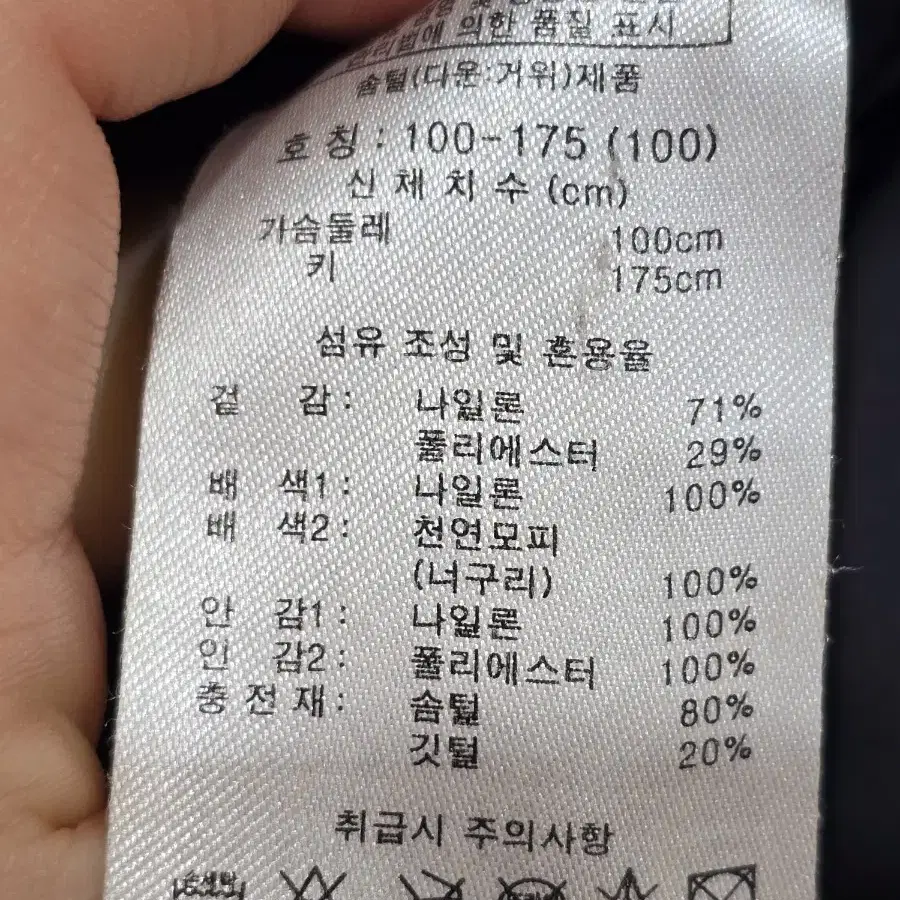 의한 품질 표시
솜털(다운:거위)제품
호 칭 : 100-175 (100)
신 체 치 수 (cm)
가슴둘레 100cm
키 175cm
섬유 조성 및 혼용율
겉 감 : 나일론 71%
폴리에스터 29%
배 색1 : 나일론 100%
배 색2 : 천연모피
(너구리) 100%
안 감1 : 나일론 100%
안 감2 : 폴리에스터 100%
충 전 재 : 솜털 80%
깃털 20%
취급시 주의사항
손세탁